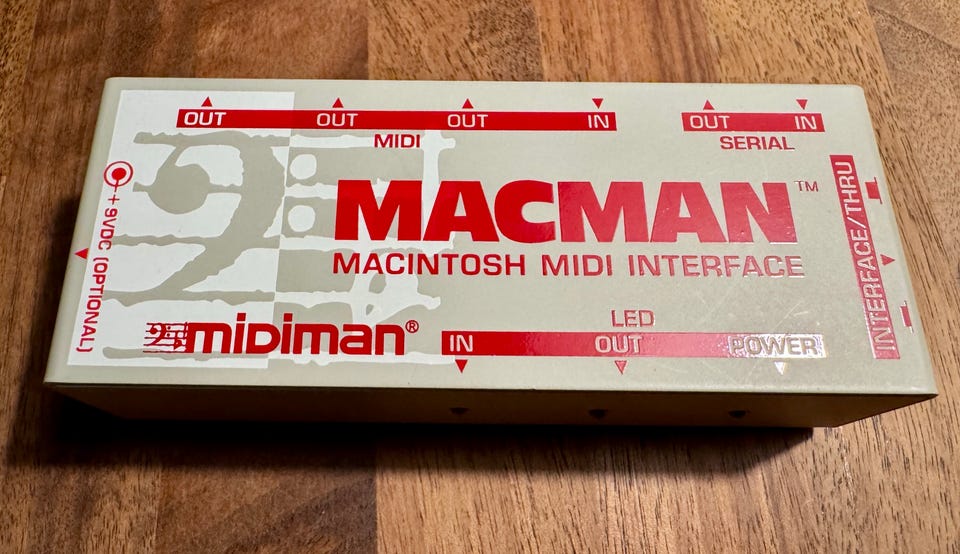 OUT OUT OUT IN
MIDI
OUT IN
SERIAL
+ 9VDC (OPTIONAL)
MACMAN™
MACINTOSH MIDI INTERFACE
INTERFACE/THRU
midiman®
LED
IN OUT POWER